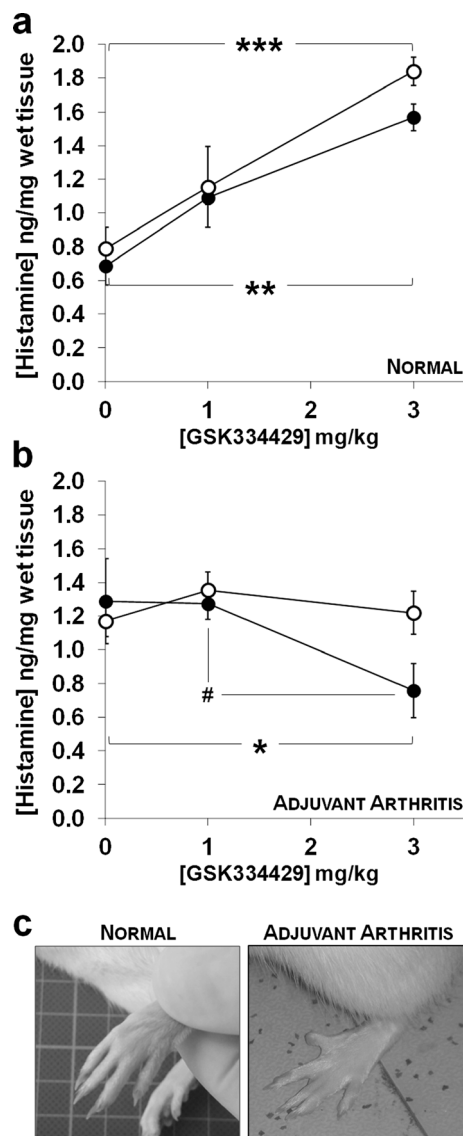 a
[Histamine] ng/mg wet tissue
2.0
1.8
1.6
1.4
1.2
1.0
0.8
0.6
0.4
0.2
0.0
***
**
NORMAL
0 1 2 3
[GSK334429] mg/kg
b
[Histamine] ng/mg wet tissue
2.0
1.8
1.6
1.4
1.2
1.0
0.8
0.6
0.4
0.2
0.0
#
*
ADJUVANT ARTHRITIS
0 1 2 3
[GSK334429] mg/kg
c
NORMAL ADJUVANT ARTHRITIS